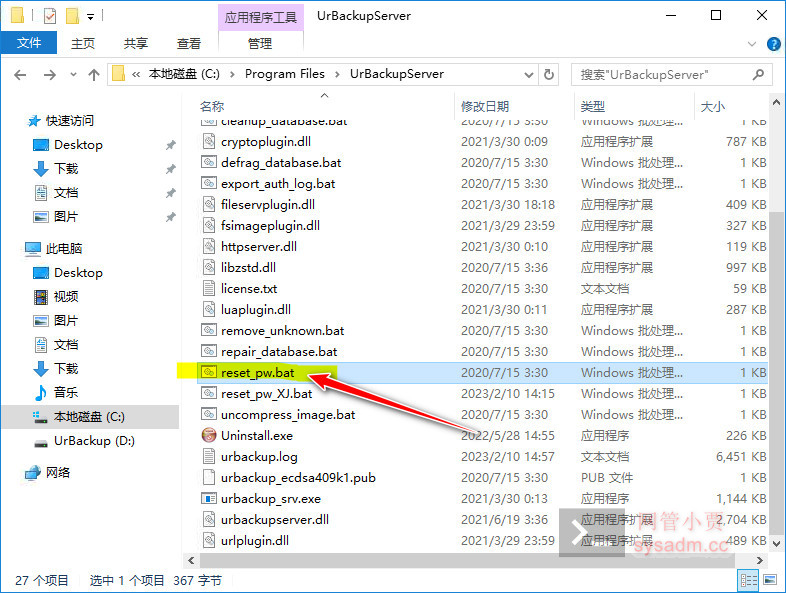 应用程序工具 UrBackupServer
文件 主页 共享 查看 管理
« 本地磁盘 (C:) › Program Files › UrBackupServer
搜索"UrBackupServer"
名称 修改日期 类型 大小
快速访问
Desktop
下载
文档
图片
此电脑
Desktop
视频
图片
文档
下载
音乐
本地磁盘 (C:)
UrBackup (D:)
网络
cleanup_database.bat 2020/7/15 3:30 Windows 批处理... 1 KB
cryptoplugin.dll 2021/3/30 0:09 应用程序扩展 787 KB
defrag_database.bat 2020/7/15 3:30 Windows 批处理... 1 KB
export_auth_log.bat 2020/7/15 3:30 Windows 批处理... 1 KB
fileservplugin.dll 2021/3/30 18:18 应用程序扩展 409 KB
fsimageplugin.dll 2021/3/29 23:59 应用程序扩展 327 KB
httpserver.dll 2021/3/30 0:10 应用程序扩展 119 KB
libzstd.dll 2020/7/15 3:36 应用程序扩展 997 KB
license.txt 2020/7/15 3:30 文本文档 59 KB
luaplugin.dll 2021/3/30 0:11 应用程序扩展 287 KB
remove_unknown.bat 2020/7/15 3:30 Windows 批处理... 1 KB
repair_database.bat 2020/7/15 3:30 Windows 批处理... 1 KB
reset_pw.bat 2020/7/15 3:30 Windows 批处理... 1 KB
reset_pw_XJ.bat 2023/2/10 14:15 Windows 批处理... 1 KB
uncompress_image.bat 2020/7/15 3:30 Windows 批处理... 1 KB
Uninstall.exe 2022/5/28 14:55 应用程序 226 KB
urbackup.log 2023/2/10 14:57 文本文档 6,451 KB
urbackup_ecdsa409k1.pub 2020/7/15 3:30 PUB 文件 1 KB
urbackup_srv.exe 2021/3/30 0:13 应用程序 1,144 KB
urbackupserver.dll 2021/6/19 3:36 应用程序扩展 2,704 KB
urlplugin.dll 2021/3/29 23:59 应用程序扩展 489 KB
网管小贾
sysadm.cc
27 个项目 选中 1 个项目 367 字节